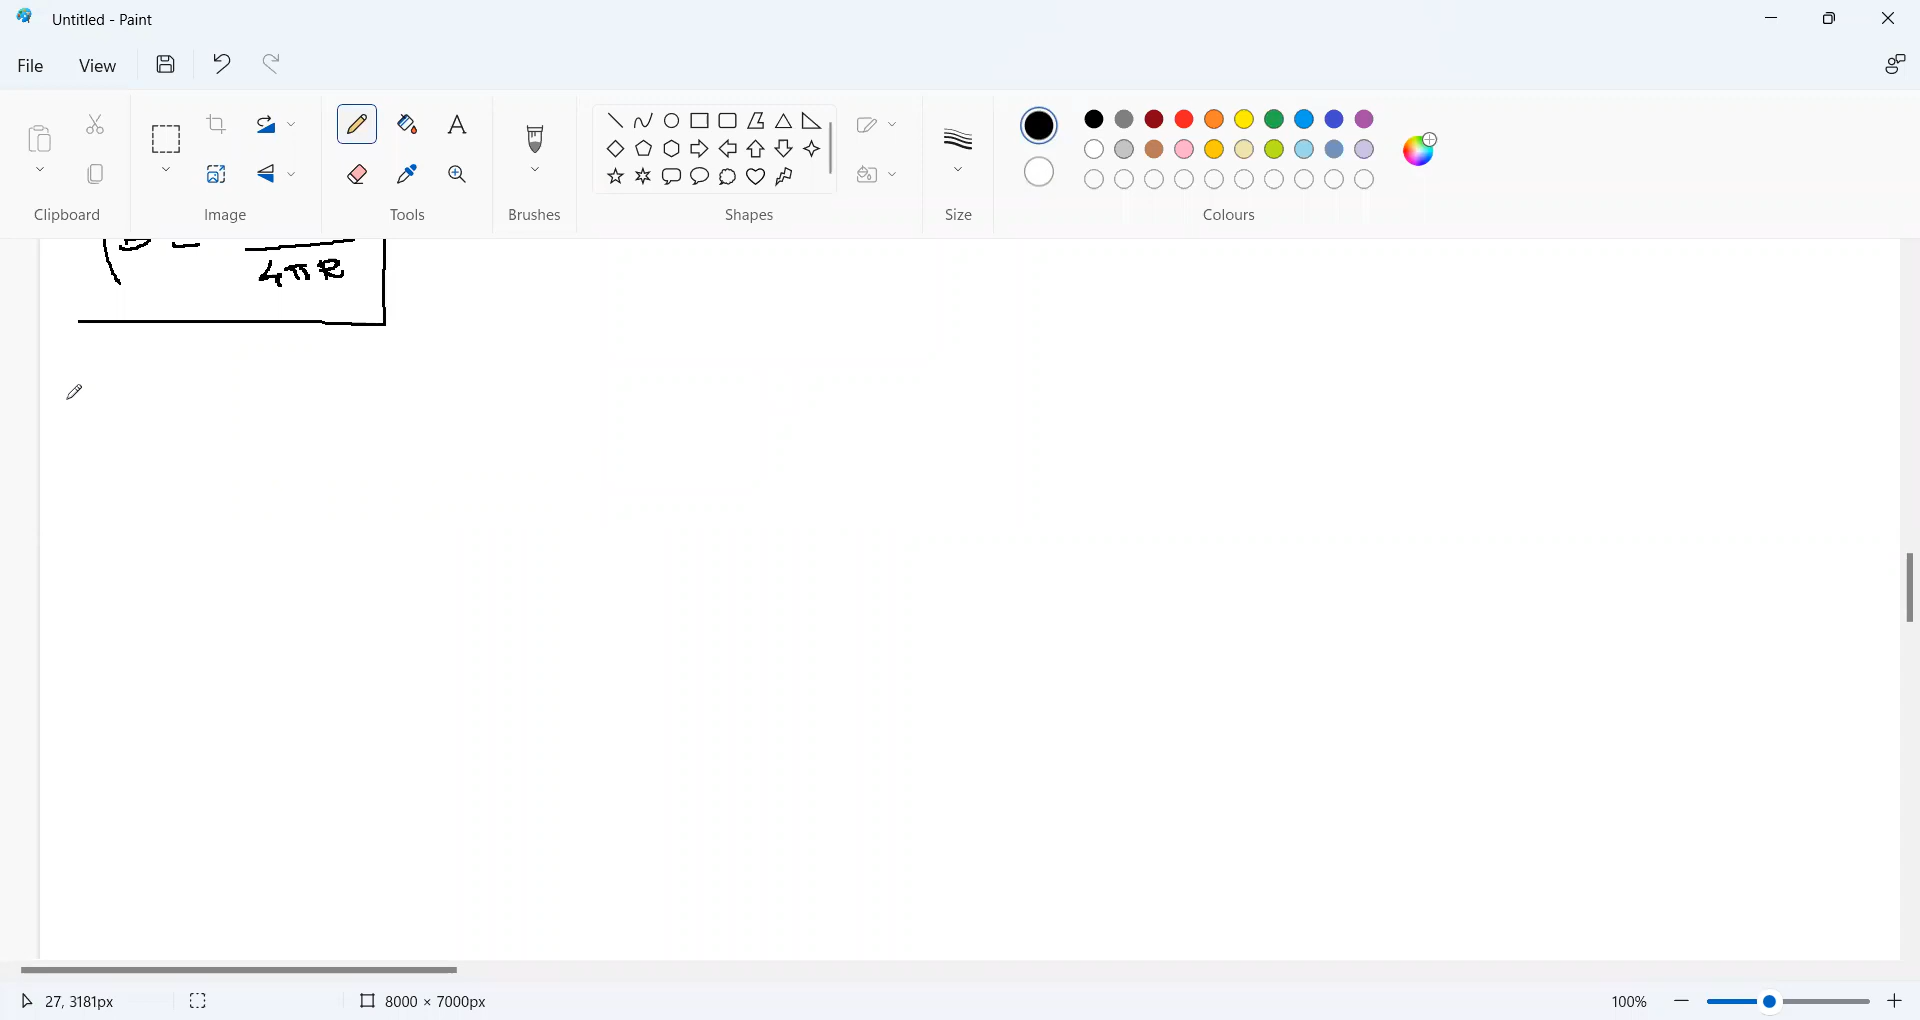 Untitled - Paint
File View
Clipboard Image Tools Brushes Shapes Size Colours
4πR
27, 3181px 8000 × 7000px 100%